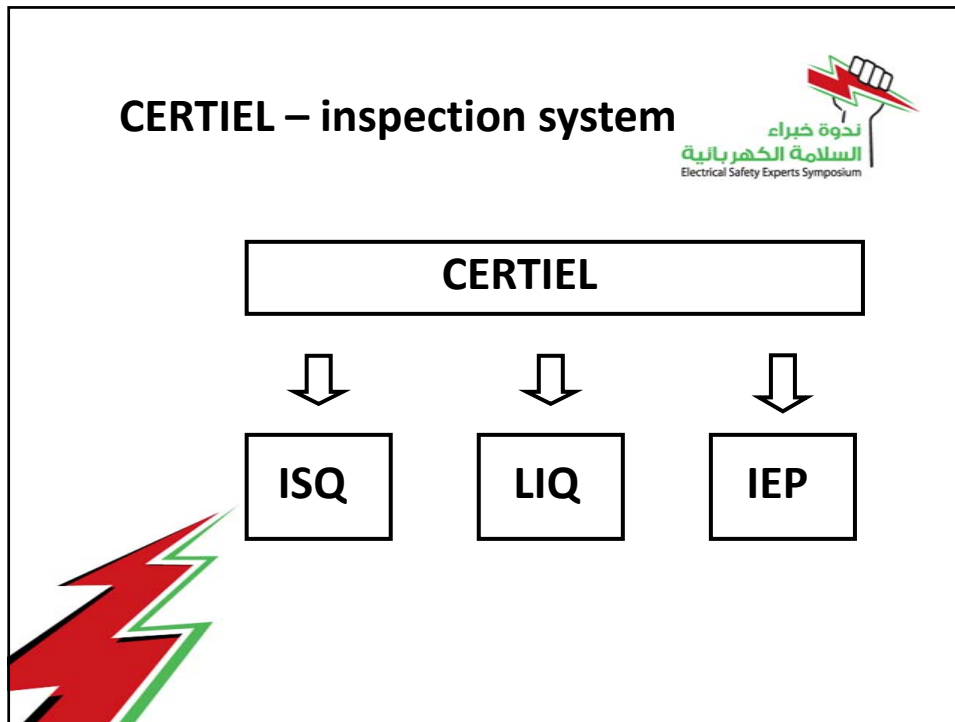 CERTIEL – inspection system
ندوة خبراء
السلامة الكهربائية
Electrical Safety Experts Symposium
CERTIEL
ISQ
LIQ
IEP